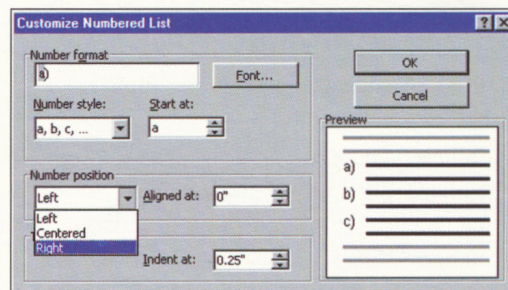 Customize Numbered List
Number format
a)
Font...
OK
Cancel
Number style:
Start at:
a, b, c, ...
a
Preview
a)
b)
c)
Number position
Left
Aligned at:
0"
Left
Centered
Right
Indent at:
0.25"